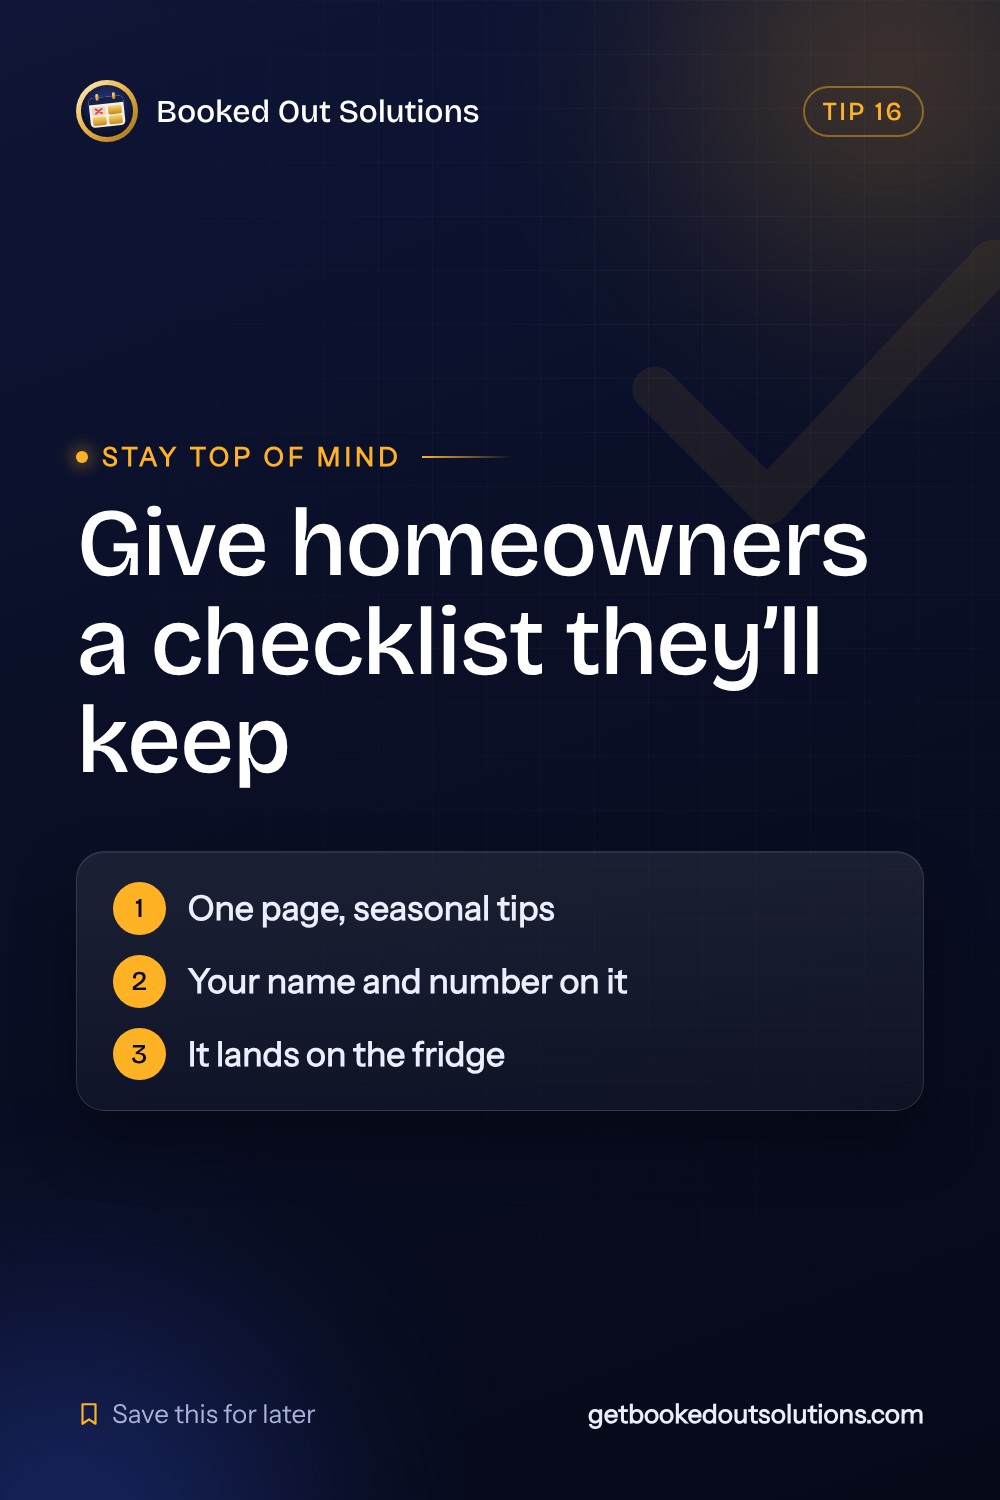 Booked Out Solutions
TIP 16
STAY TOP OF MIND
Give homeowners
a checklist they’ll
keep
1 One page, seasonal tips
2 Your name and number on it
3 It lands on the fridge
Save this for later
getbookedoutsolutions.com